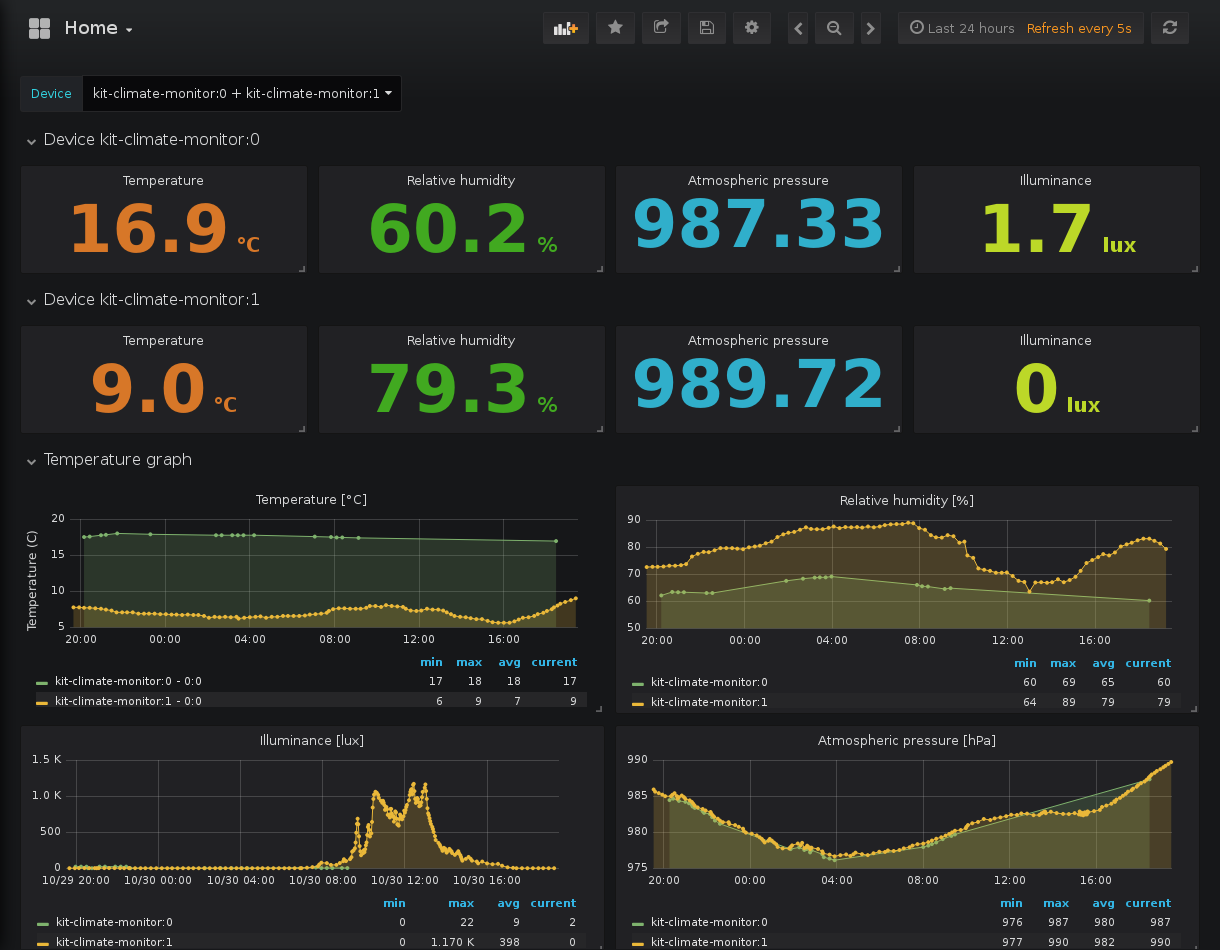 Home
Last 24 hours Refresh every 5s
Device kit-climate-monitor:0 + kit-climate-monitor:1
Device kit-climate-monitor:0
Temperature Relative humidity Atmospheric pressure Illuminance
16.9 °C 60.2 % 987.33 1.7 lux
Device kit-climate-monitor:1
Temperature Relative humidity Atmospheric pressure Illuminance
9.0 °C 79.3 % 989.72 0 lux
Temperature graph
Temperature [°C]
Temperature (C)
20
15
10
5
20:00 00:00 04:00 08:00 12:00 16:00
min max avg current
kit-climate-monitor:0 - 0:0 17 18 18 17
kit-climate-monitor:1 - 0:0 6 9 7 9
Relative humidity [%]
90
80
70
60
50
20:00 00:00 04:00 08:00 12:00 16:00
min max avg current
kit-climate-monitor:0 60 69 65 60
kit-climate-monitor:1 64 89 79 79
Illuminance [lux]
1.5 K
1.0 K
500
0
10/29 20:00 10/30 00:00 10/30 04:00 10/30 08:00 10/30 12:00 10/30 16:00
min max avg current
kit-climate-monitor:0 0 22 9 2
kit-climate-monitor:1 0 1.170 K 398 0
Atmospheric pressure [hPa]
990
985
980
975
20:00 00:00 04:00 08:00 12:00 16:00
min max avg current
kit-climate-monitor:0 976 987 980 987
kit-climate-monitor:1 977 990 982 990